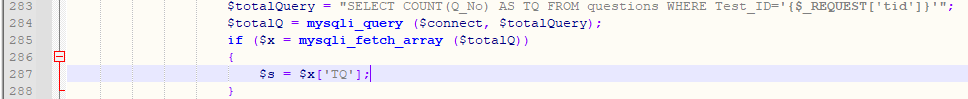 283 $totalQuery = "SELECT COUNT(Q_No) AS TQ FROM questions WHERE Test_ID='{$_REQUEST['tid']}'";
284 $totalQ = mysqli_query ($connect, $totalQuery);
285 if ($x = mysqli_fetch_array ($totalQ))
286 {
287 $s = $x['TQ'];
288 }